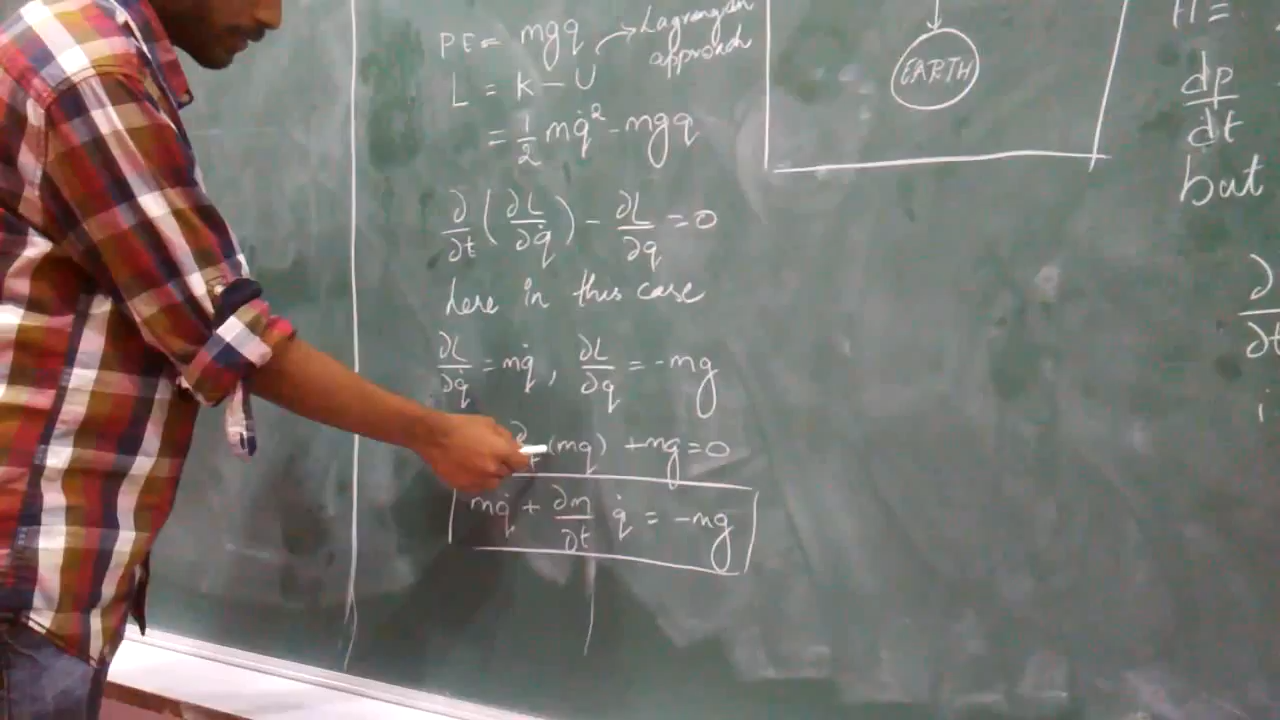 PE = mgq → Lagrangian approach
L = K - U
= 1/2 mq̇² - mgq
∂/∂t (∂L/∂q̇) - ∂L/∂q = 0
here in this case
∂L/∂q̇ = mq̇ , ∂L/∂q = -mg
(mq) + mg = 0
mq̇ + ∂m/∂t q̇ = -mg
EARTH
H =
dp/dt
but
∂/∂t